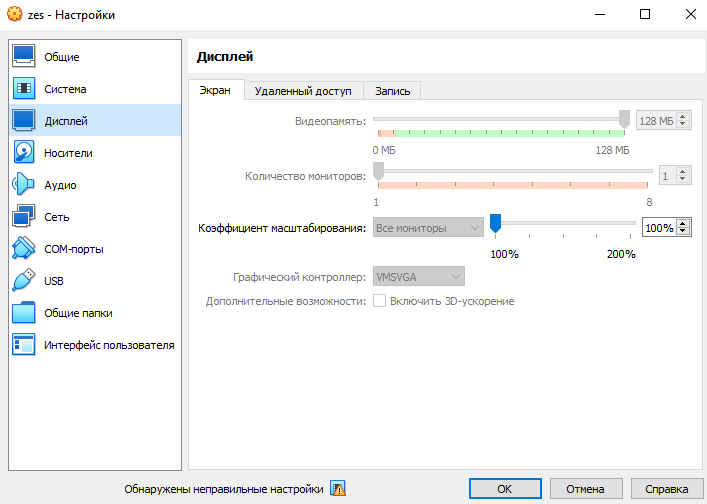 zes - Настройки
Общие
Система
Дисплей
Носители
Аудио
Сеть
COM-порты
USB
Общие папки
Интерфейс пользователя
Дисплей
Экран Удаленный доступ Запись
Видеопамять: 128 МБ
0 МБ 128 МБ
Количество мониторов: 1
1 8
Коэффициент масштабирования: Все мониторы 100%
100% 200%
Графический контроллер: VMSVGA
Дополнительные возможности: Включить 3D-ускорение
Обнаружены неправильные настройки OK Отмена Справка